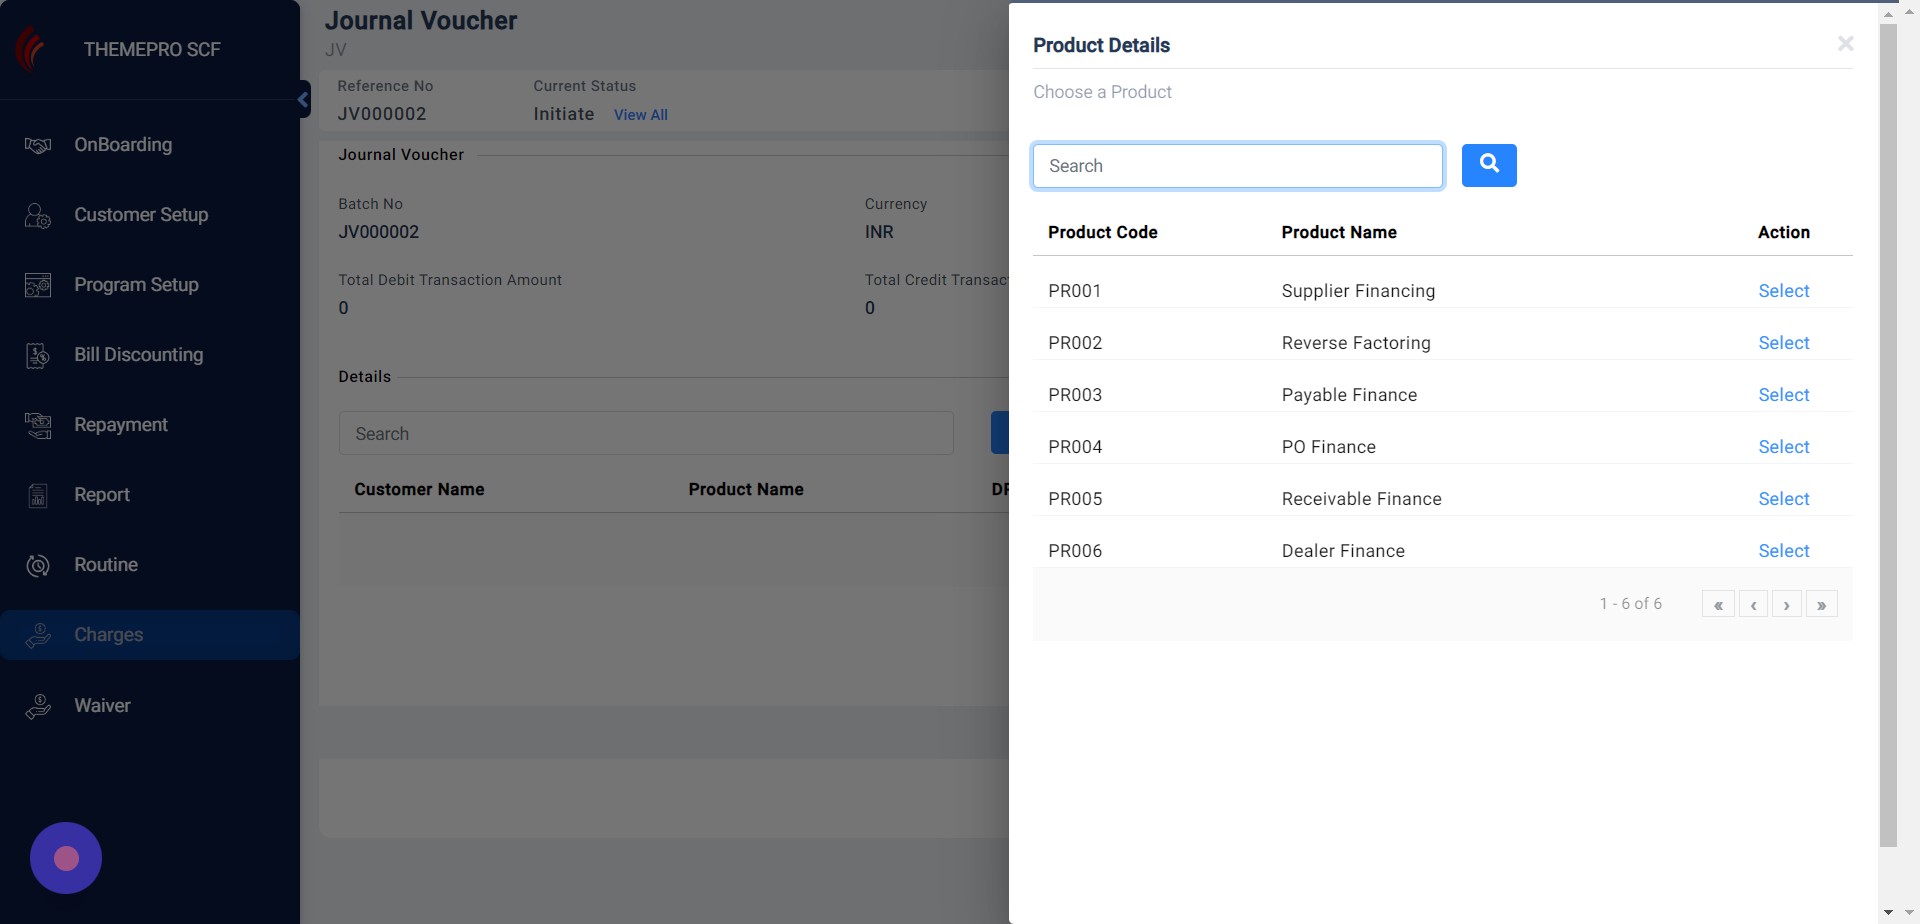 THEMEPRO SCF
OnBoarding
Customer Setup
Program Setup
Bill Discounting
Repayment
Report
Routine
Charges
Waiver
Journal Voucher
JV
Reference No
Current Status
JV000002
Initiate
View All
Journal Voucher
Batch No
Currency
JV000002
INR
Total Debit Transaction Amount
0
0
Details
Search
Customer Name
Product Name
Product Details
Choose a Product
Search
Product Code
Product Name
Action
PR001
Supplier Financing
Select
PR002
Reverse Factoring
Select
PR003
Payable Finance
Select
PR004
PO Finance
Select
PR005
Receivable Finance
Select
PR006
Dealer Finance
Select
1 - 6 of 6
« ‹ › »